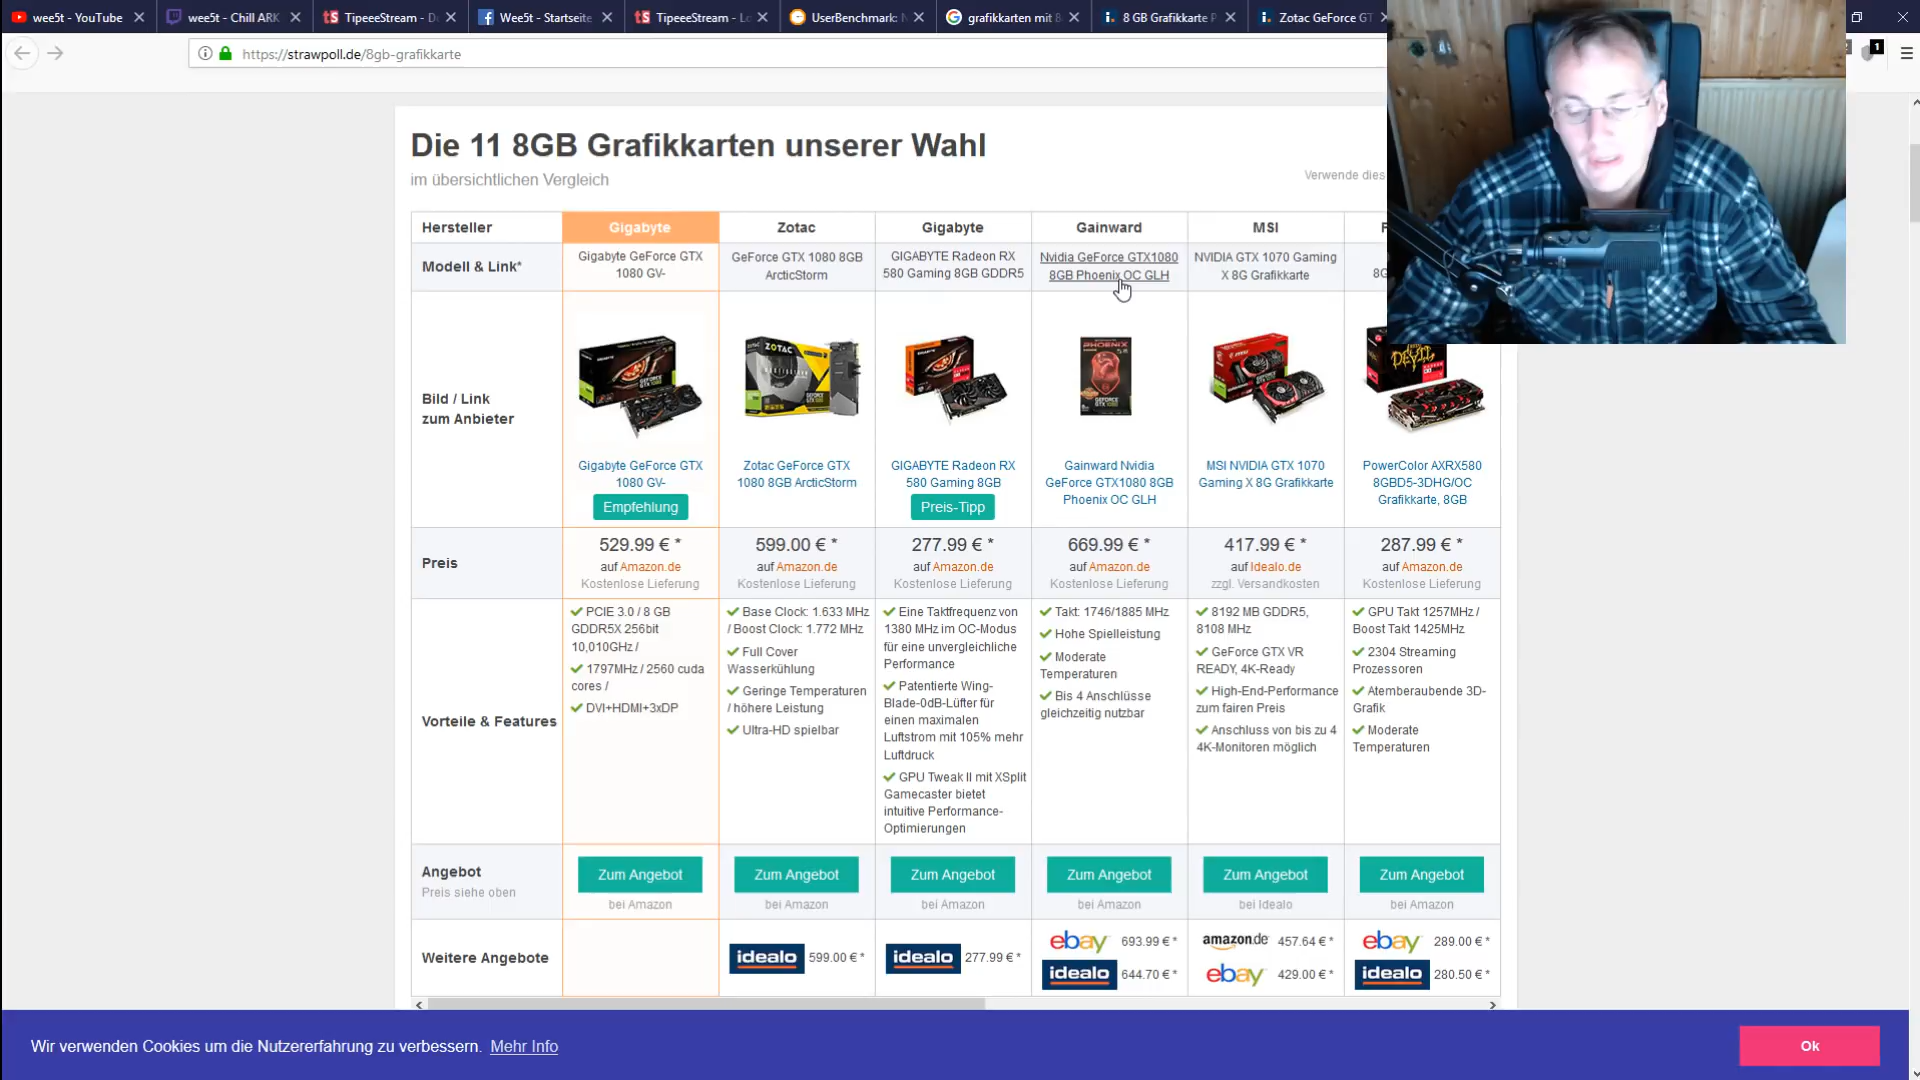 wee5t - YouTube
wee5t - Chill ARK
TipeeeStream - D
Wee5t - Startseite
TipeeeStream - Lo
UserBenchmark: N
grafikkarten mit 8
8 GB Grafikkarte P
Zotac GeForce GT
https://strawpoll.de/8gb-grafikkarte
1
Die 11 8GB Grafikkarten unserer Wahl
im übersichtlichen Vergleich
Verwende dies
Hersteller
Gigabyte
Zotac
Gigabyte
Gainward
MSI
Modell & Link*
Gigabyte GeForce GTX
1080 GV-
GeForce GTX 1080 8GB
ArcticStorm
GIGABYTE Radeon RX
580 Gaming 8GB GDDR5
Nvidia GeForce GTX1080
8GB Phoenix OC GLH
NVIDIA GTX 1070 Gaming
X 8G Grafikkarte
Bild / Link
zum Anbieter
ZOTAC
PHOENIX
DEVIL
Gigabyte GeForce GTX
1080 GV-
Empfehlung
Zotac GeForce GTX
1080 8GB ArcticStorm
GIGABYTE Radeon RX
580 Gaming 8GB
Preis-Tipp
Gainward Nvidia
GeForce GTX1080 8GB
Phoenix OC GLH
MSI NVIDIA GTX 1070
Gaming X 8G Grafikkarte
PowerColor AXRX580
8GBD5-3DHG/OC
Grafikkarte, 8GB
Preis
529.99 € *
auf Amazon.de
Kostenlose Lieferung
599.00 € *
auf Amazon.de
Kostenlose Lieferung
277.99 € *
auf Amazon.de
Kostenlose Lieferung
669.99 € *
auf Amazon.de
Kostenlose Lieferung
417.99 € *
auf Idealo.de
zzgl. Versandkosten
287.99 € *
auf Amazon.de
Kostenlose Lieferung
Vorteile & Features
PCIE 3.0 / 8 GB
GDDR5X 256bit
10,010GHz /
1797MHz / 2560 cuda
cores /
DVI+HDMI+3xDP
Base Clock: 1.633 MHz
/ Boost Clock: 1.772 MHz
Full Cover
Wasserkühlung
Geringe Temperaturen
/ höhere Leistung
Ultra-HD spielbar
Eine Taktfrequenz von
1380 MHz im OC-Modus
für eine unvergleichliche
Performance
Patentierte Wing-
Blade-0dB-Lüfter für
einen maximalen
Luftstrom mit 105% mehr
Luftdruck
GPU Tweak II mit XSplit
Gamecaster bietet
intuitive Performance-
Optimierungen
Takt: 1746/1885 MHz
Hohe Spielleistung
Moderate
Temperaturen
Bis 4 Anschlüsse
gleichzeitig nutzbar
8192 MB GDDR5,
8108 MHz
GeForce GTX VR
READY, 4K-Ready
High-End-Performance
zum fairen Preis
Anschluss von bis zu 4
4K-Monitoren möglich
GPU Takt 1257MHz /
Boost Takt 1425MHz
2304 Streaming
Prozessoren
Atemberaubende 3D-
Grafik
Moderate
Temperaturen
Angebot
Preis siehe oben
Zum Angebot
bei Amazon
Zum Angebot
bei Amazon
Zum Angebot
bei Amazon
Zum Angebot
bei Amazon
Zum Angebot
bei Idealo
Zum Angebot
bei Amazon
Weitere Angebote
idealo 599.00 € *
idealo 277.99 € *
ebay 693.99 € *
idealo 644.70 € *
amazon.de 457.64 € *
ebay 429.00 € *
ebay 289.00 € *
idealo 280.50 € *
Wir verwenden Cookies um die Nutzererfahrung zu verbessern. Mehr Info
Ok